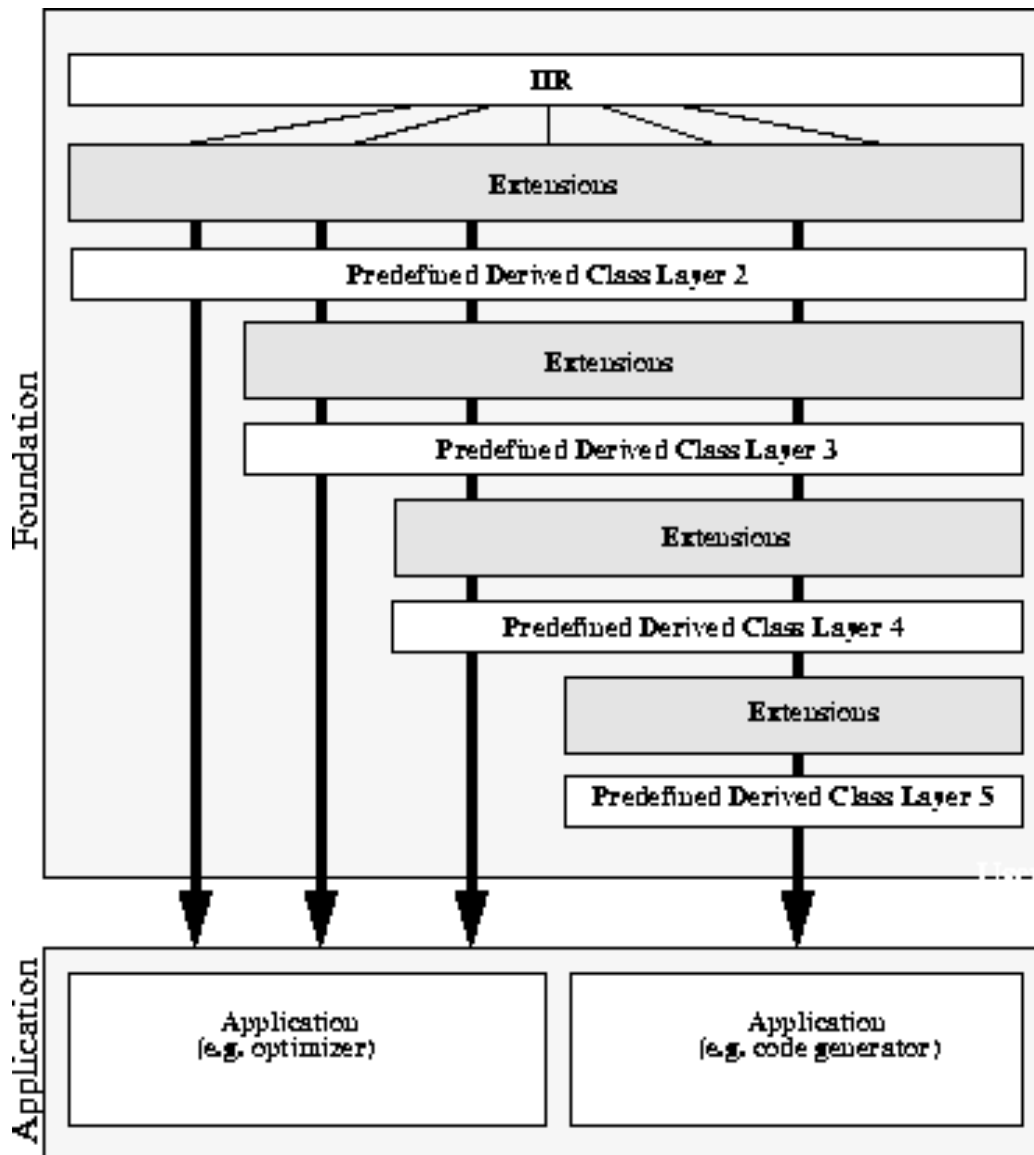 IIR
Extensions
Predefined Derived Class Layer 2
Extensions
Predefined Derived Class Layer 3
Extensions
Predefined Derived Class Layer 4
Extensions
Predefined Derived Class Layer 5
Foundation
Application
(e.g. optimizer)
Application
(e.g. code generator)
Application